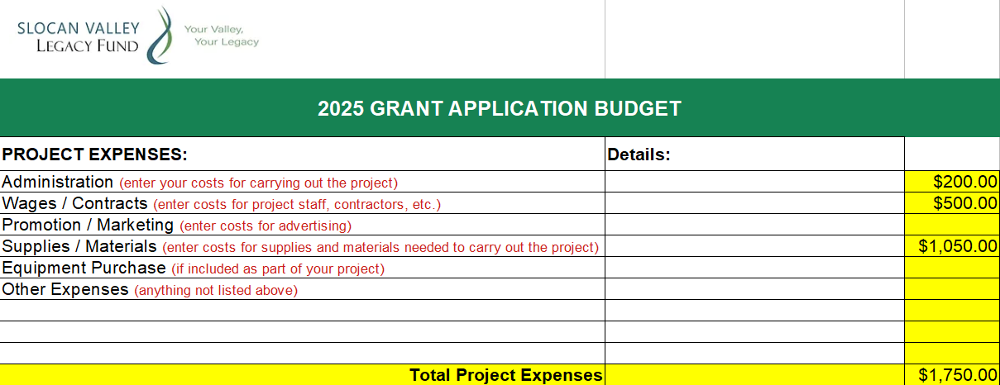 SLOCAN VALLEY
LEGACY FUND
Your Valley,
Your Legacy
2025 GRANT APPLICATION BUDGET
PROJECT EXPENSES: Details:
Administration (enter your costs for carrying out the project) $200.00
Wages / Contracts (enter costs for project staff, contractors, etc.) $500.00
Promotion / Marketing (enter costs for advertising)
Supplies / Materials (enter costs for supplies and materials needed to carry out the project) $1,050.00
Equipment Purchase (if included as part of your project)
Other Expenses (anything not listed above)
Total Project Expenses $1,750.00